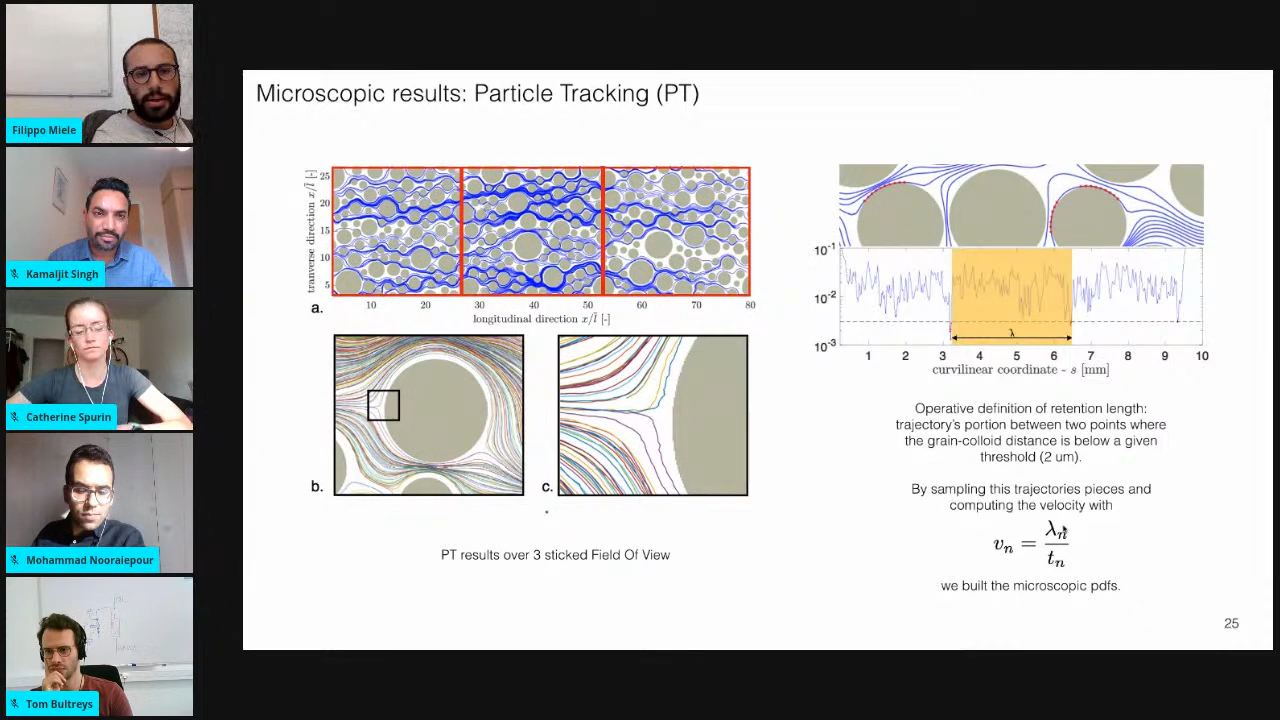 Filippo Miele
Kamaljit Singh
Catherine Spurin
Mohammad Nooraiepour
Tom Bultreys
Microscopic results: Particle Tracking (PT)
tranverse direction x/l̄ [-]
25
20
15
10
5
10 20 30 40 50 60 70 80
a.
longitudinal direction x/l̄ [-]
b.
c.
PT results over 3 sticked Field Of View
10⁻¹
10⁻²
10⁻³
λ
1 2 3 4 5 6 7 8 9 10
curvilinear coordinate - s [mm]
Operative definition of retention length:
trajectory's portion between two points where
the grain-colloid distance is below a given
threshold (2 um).
By sampling this trajectories pieces and
computing the velocity with
vₙ = λₙ / tₙ
we built the microscopic pdfs.
25